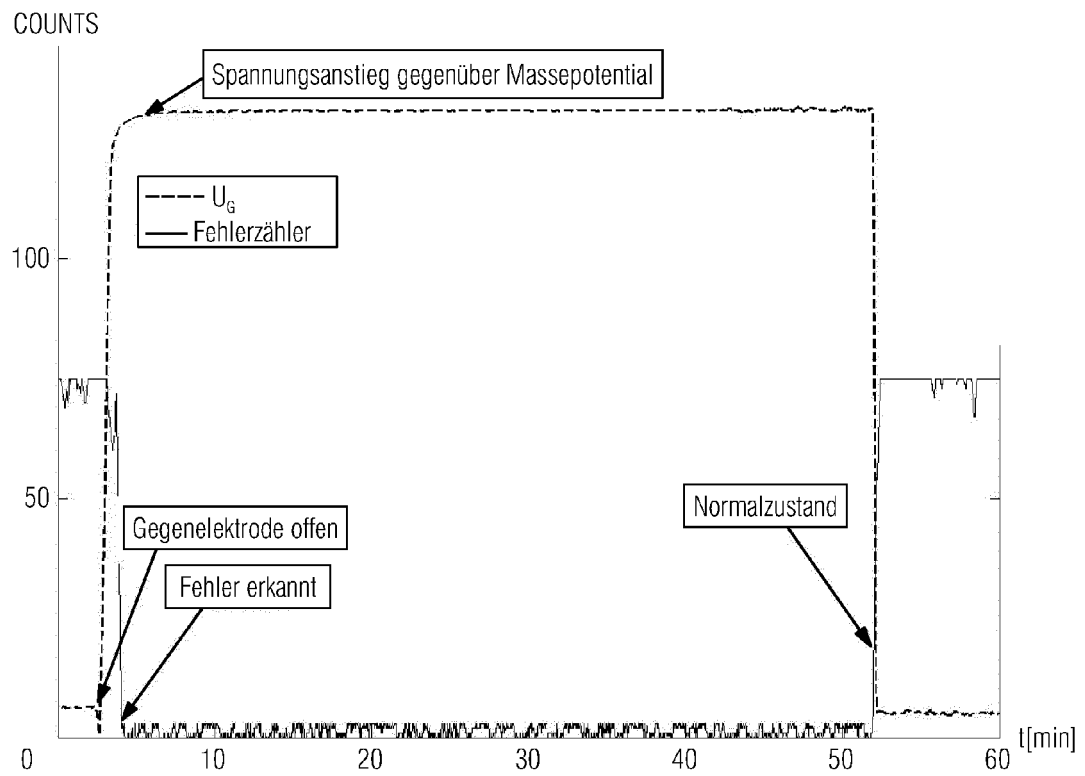 COUNTS
Spannungsanstieg gegenüber Massepotential
U_G
Fehlerzähler
100
50
Gegenelektrode offen
Fehler erkannt
Normalzustand
0 10 20 30 40 50 60 t[min]